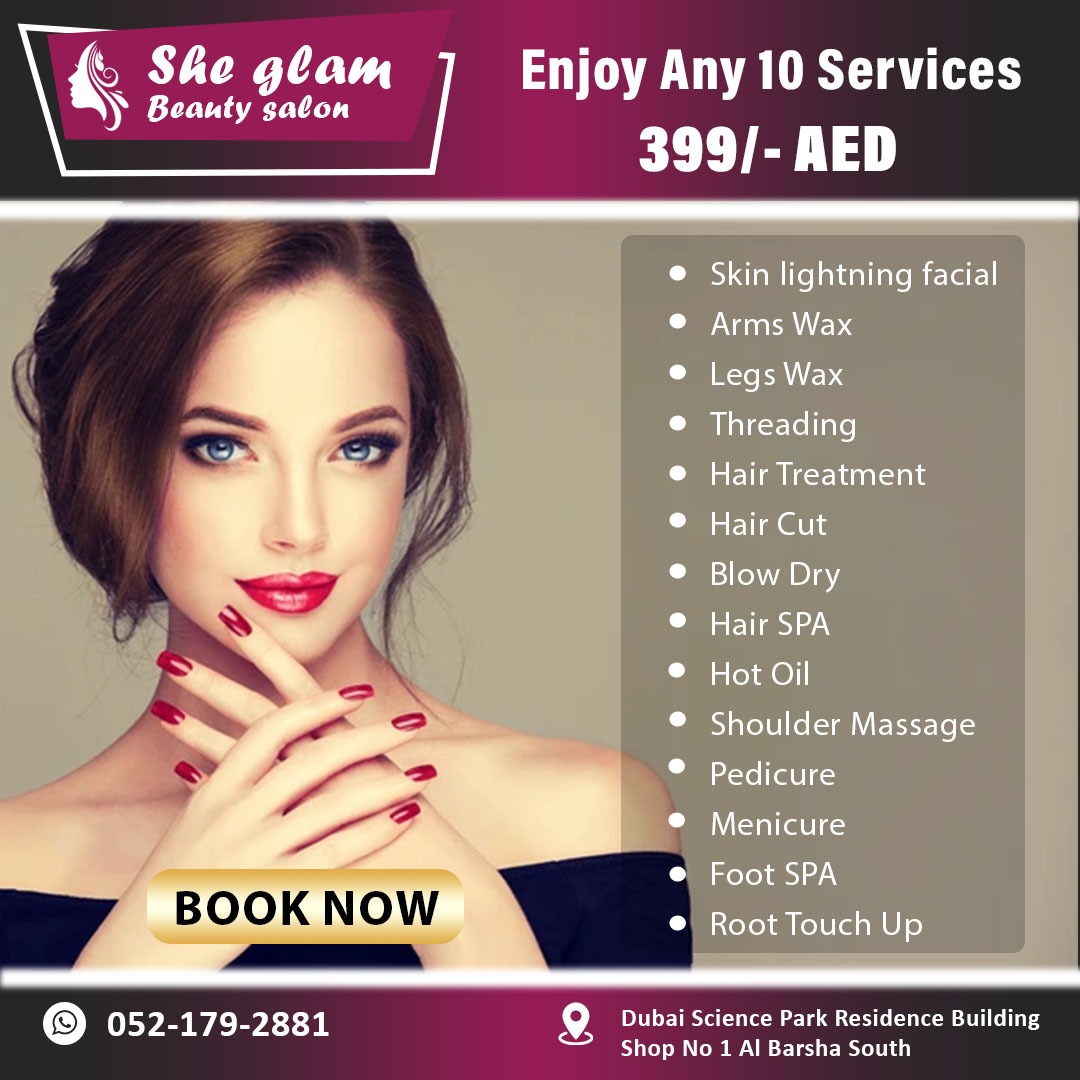 She glam
Beauty salon
Enjoy Any 10 Services
399/- AED
Skin lightning facial
Arms Wax
Legs Wax
Threading
Hair Treatment
Hair Cut
Blow Dry
Hair SPA
Hot Oil
Shoulder Massage
Pedicure
Menicure
Foot SPA
Root Touch Up
BOOK NOW
052-179-2881
Dubai Science Park Residence Building
Shop No 1 Al Barsha South